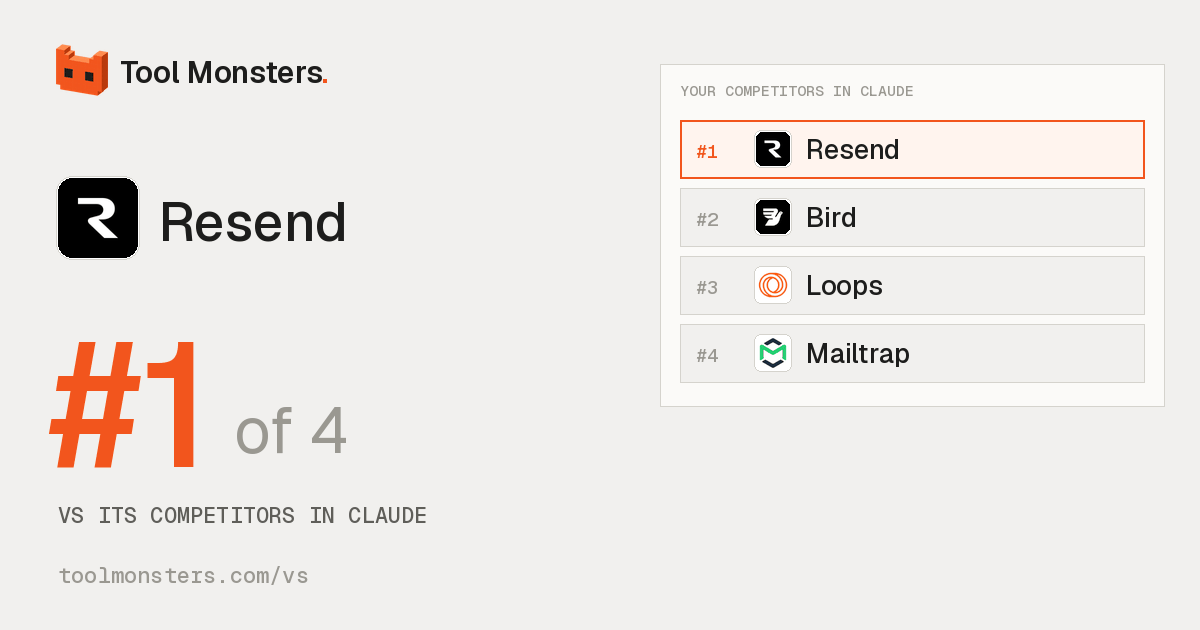 Tool Monsters.
Resend
#1 of 4
VS ITS COMPETITORS IN CLAUDE
toolmonsters.com/vs
YOUR COMPETITORS IN CLAUDE
#1 Resend
#2 Bird
#3 Loops
#4 Mailtrap